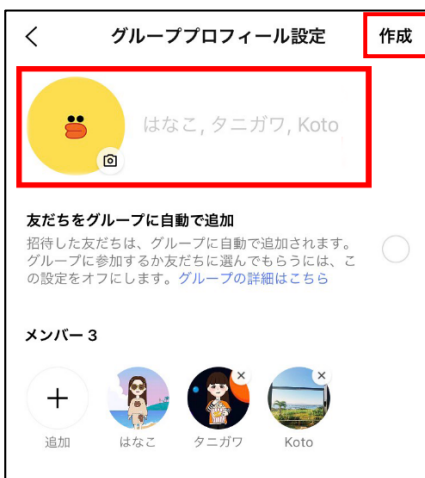 グループプロフィール設定 作成
はなこ, タニガワ, Koto
友だちをグループに自動で追加
招待した友だちは、グループに自動で追加されます。
グループに参加するか友だちに選んでもらうには、こ
の設定をオフにします。グループの詳細はこちら
メンバー 3
追加 はなこ タニガワ Koto